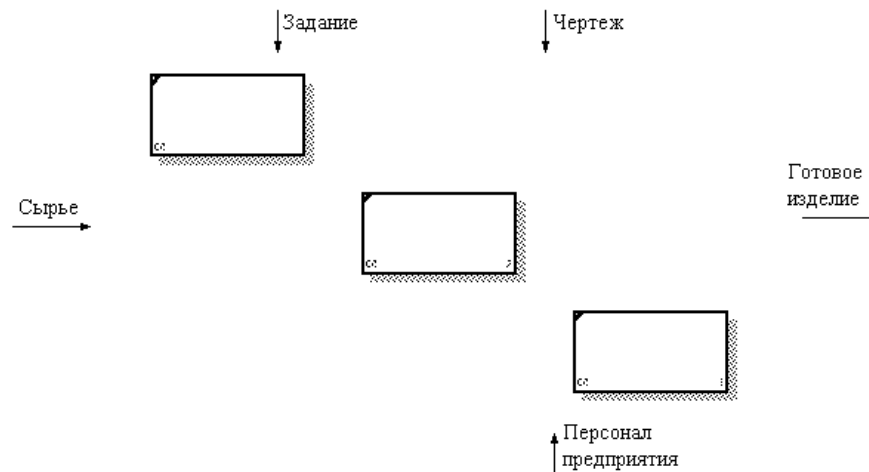 Задание
Чертеж
Готовое
изделие
Сырье
Персонал
предприятия